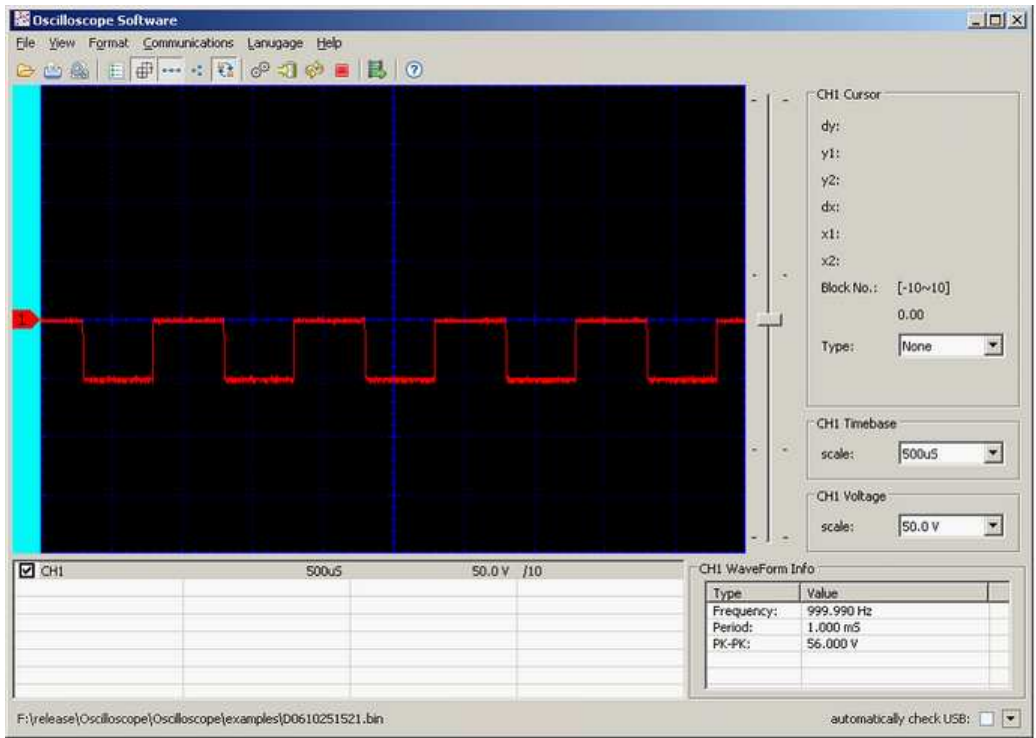 Oscilloscope Software
File View Format Communications Lanugage Help
CH1 Cursor
dy:
y1:
y2:
dx:
x1:
x2:
Block No.: [-10~10]
0.00
Type: None
1
CH1 Timebase
scale: 500uS
CH1 Voltage
scale: 50.0 V
CH1 500uS 50.0 V /10
CH1 WaveForm Info
Type Value
Frequency: 999.990 Hz
Period: 1.000 mS
PK-PK: 56.000 V
F:\release\Oscilloscope\Oscilloscope\examples\D0610251521.bin
automatically check USB: